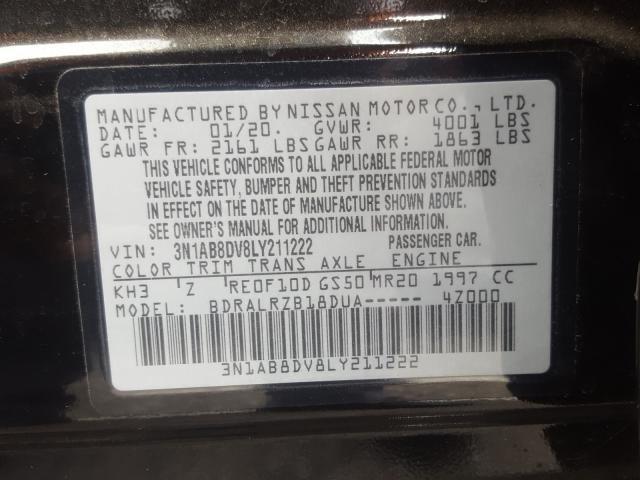 MANUFACTURED BY NISSAN MOTOR CO., LTD.
DATE: 01/20. GVWR: 4001 LBS
GAWR FR: 2161 LBS GAWR RR: 1863 LBS
THIS VEHICLE CONFORMS TO ALL APPLICABLE FEDERAL MOTOR
VEHICLE SAFETY, BUMPER AND THEFT PREVENTION STANDARDS
IN EFFECT ON THE DATE OF MANUFACTURE SHOWN ABOVE.
SEE OWNER'S MANUAL FOR ADDITIONAL INFORMATION.
VIN: 3N1AB8DV8LY211222 PASSENGER CAR.
COLOR TRIM TRANS AXLE ENGINE
KH3 Z RE0F10D GS50 MR20 1997 CC
MODEL: BDRALRZB18DUA----- 4Z000
3N1AB8DV8LY211222